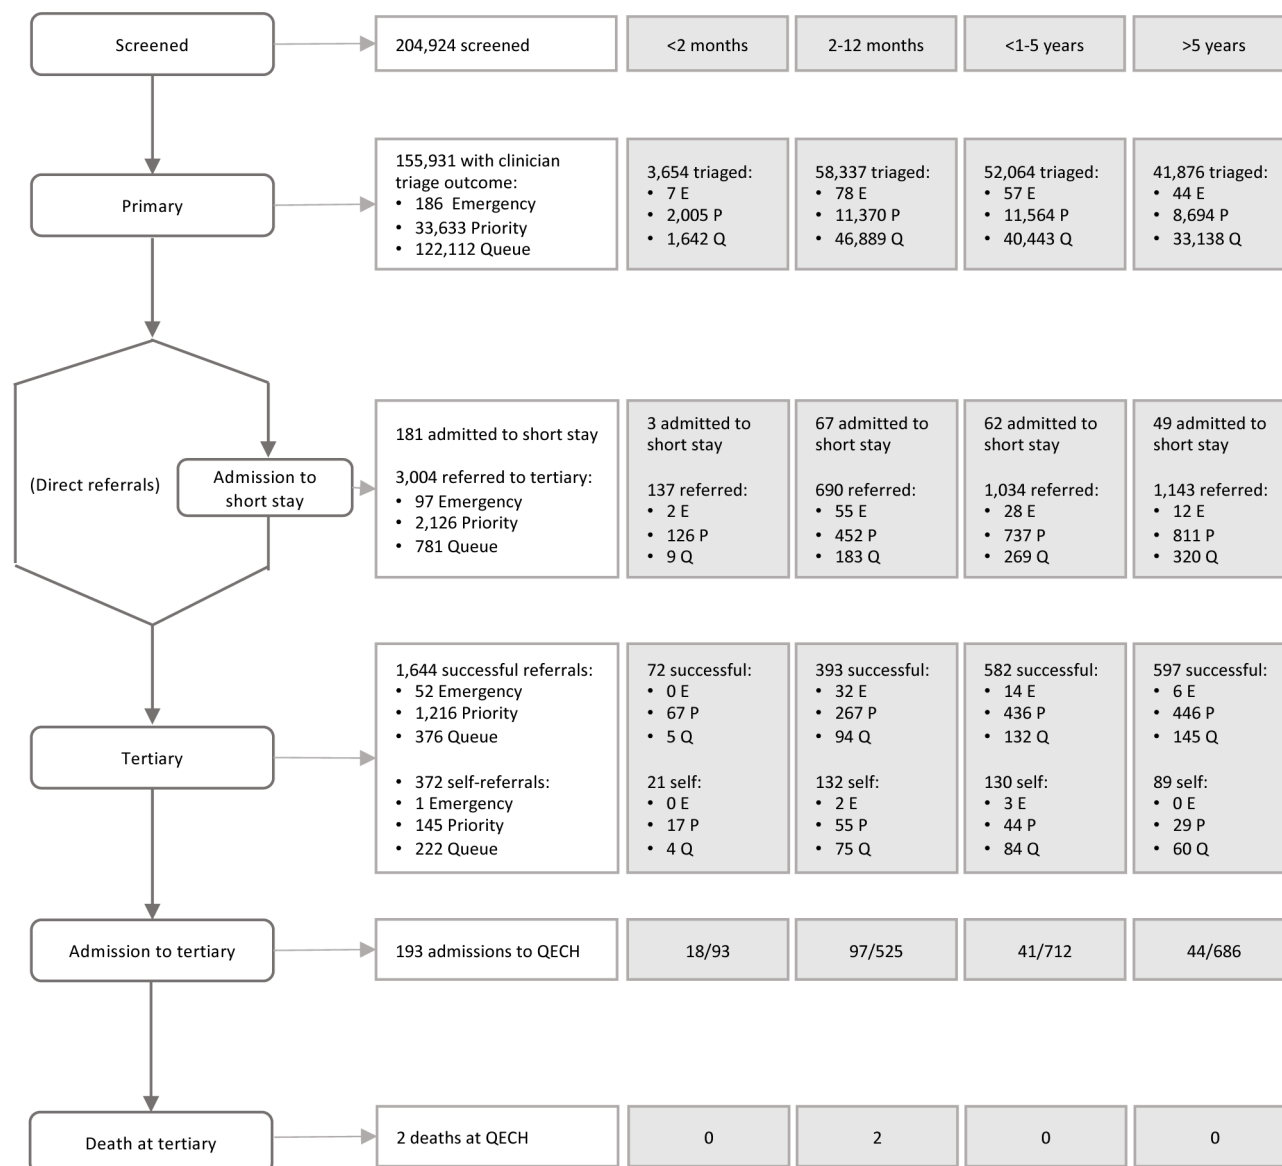 Screened
204,924 screened
<2 months
2-12 months
<1-5 years
>5 years
Primary
155,931 with clinician
triage outcome:
• 186 Emergency
• 33,633 Priority
• 122,112 Queue
3,654 triaged:
• 7 E
• 2,005 P
• 1,642 Q
58,337 triaged:
• 78 E
• 11,370 P
• 46,889 Q
52,064 triaged:
• 57 E
• 11,564 P
• 40,443 Q
41,876 triaged:
• 44 E
• 8,694 P
• 33,138 Q
(Direct referrals)
Admission to
short stay
181 admitted to short stay
3,004 referred to tertiary:
• 97 Emergency
• 2,126 Priority
• 781 Queue
3 admitted to
short stay
137 referred:
• 2 E
• 126 P
• 9 Q
67 admitted to
short stay
690 referred:
• 55 E
• 452 P
• 183 Q
62 admitted to
short stay
1,034 referred:
• 28 E
• 737 P
• 269 Q
49 admitted to
short stay
1,143 referred:
• 12 E
• 811 P
• 320 Q
Tertiary
1,644 successful referrals:
• 52 Emergency
• 1,216 Priority
• 376 Queue
• 372 self-referrals:
• 1 Emergency
• 145 Priority
• 222 Queue
72 successful:
• 0 E
• 67 P
• 5 Q
21 self:
• 0 E
• 17 P
• 4 Q
393 successful:
• 32 E
• 267 P
• 94 Q
132 self:
• 2 E
• 55 P
• 75 Q
582 successful:
• 14 E
• 436 P
• 132 Q
130 self:
• 3 E
• 44 P
• 84 Q
597 successful:
• 6 E
• 446 P
• 145 Q
89 self:
• 0 E
• 29 P
• 60 Q
Admission to tertiary
193 admissions to QECH
18/93
97/525
41/712
44/686
Death at tertiary
2 deaths at QECH
0
2
0
0